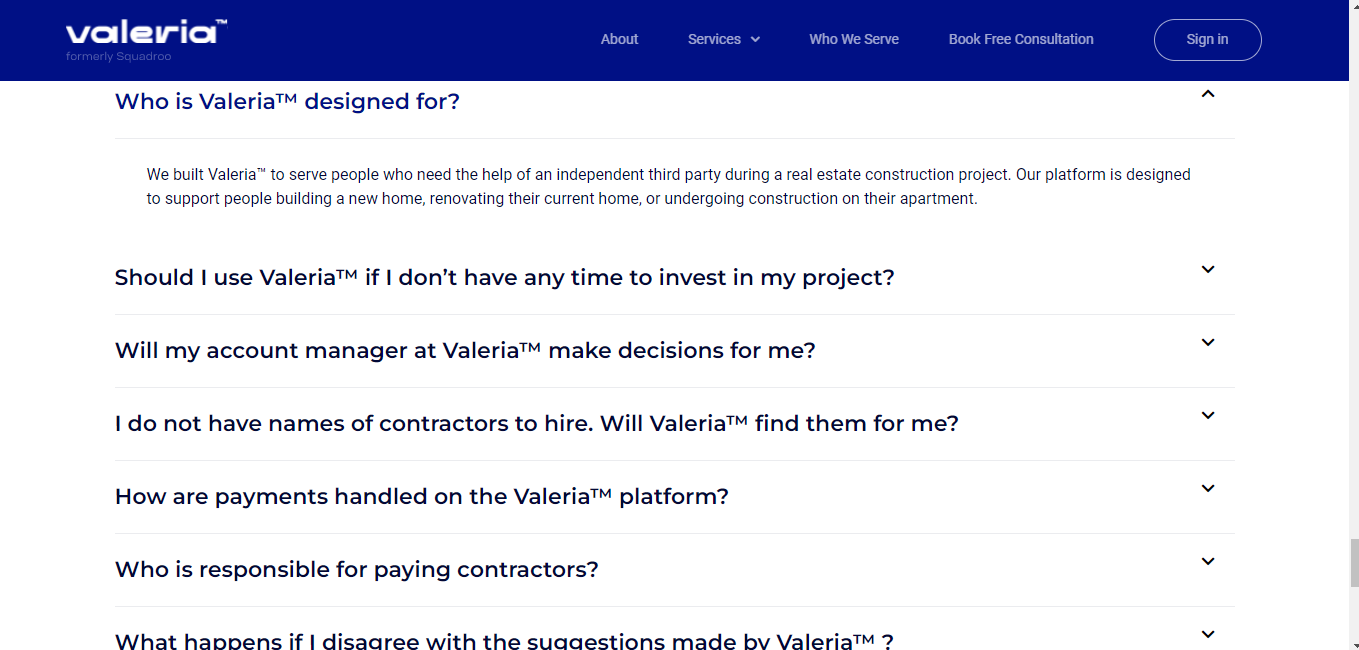 valeria™
formerly Squadroo
About Services Who We Serve Book Free Consultation Sign in
Who is Valeria™ designed for?
We built Valeria™ to serve people who need the help of an independent third party during a real estate construction project. Our platform is designed
to support people building a new home, renovating their current home, or undergoing construction on their apartment.
Should I use Valeria™ if I don’t have any time to invest in my project?
Will my account manager at Valeria™ make decisions for me?
I do not have names of contractors to hire. Will Valeria™ find them for me?
How are payments handled on the Valeria™ platform?
Who is responsible for paying contractors?
What happens if I disagree with the suggestions made by Valeria™ ?